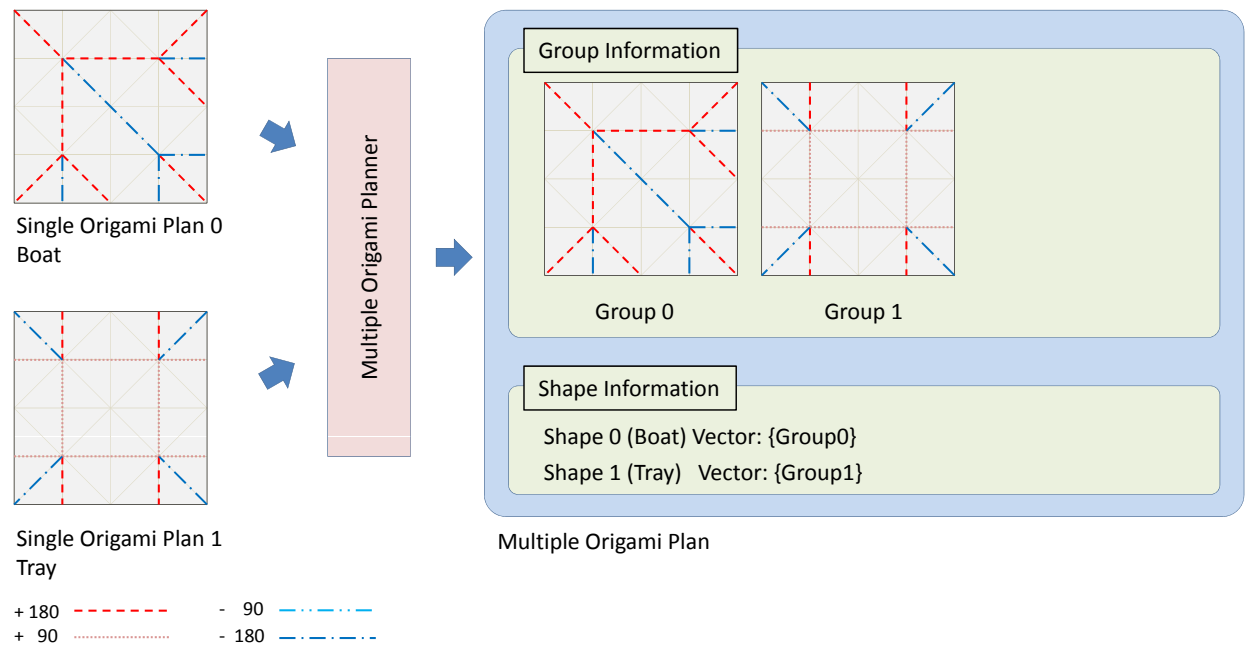 Single Origami Plan 0
Boat
Single Origami Plan 1
Tray
+ 180
+ 90
- 90
- 180
Multiple Origami Planner
Group Information
Group 0
Group 1
Shape Information
Shape 0 (Boat) Vector: {Group0}
Shape 1 (Tray) Vector: {Group1}
Multiple Origami Plan